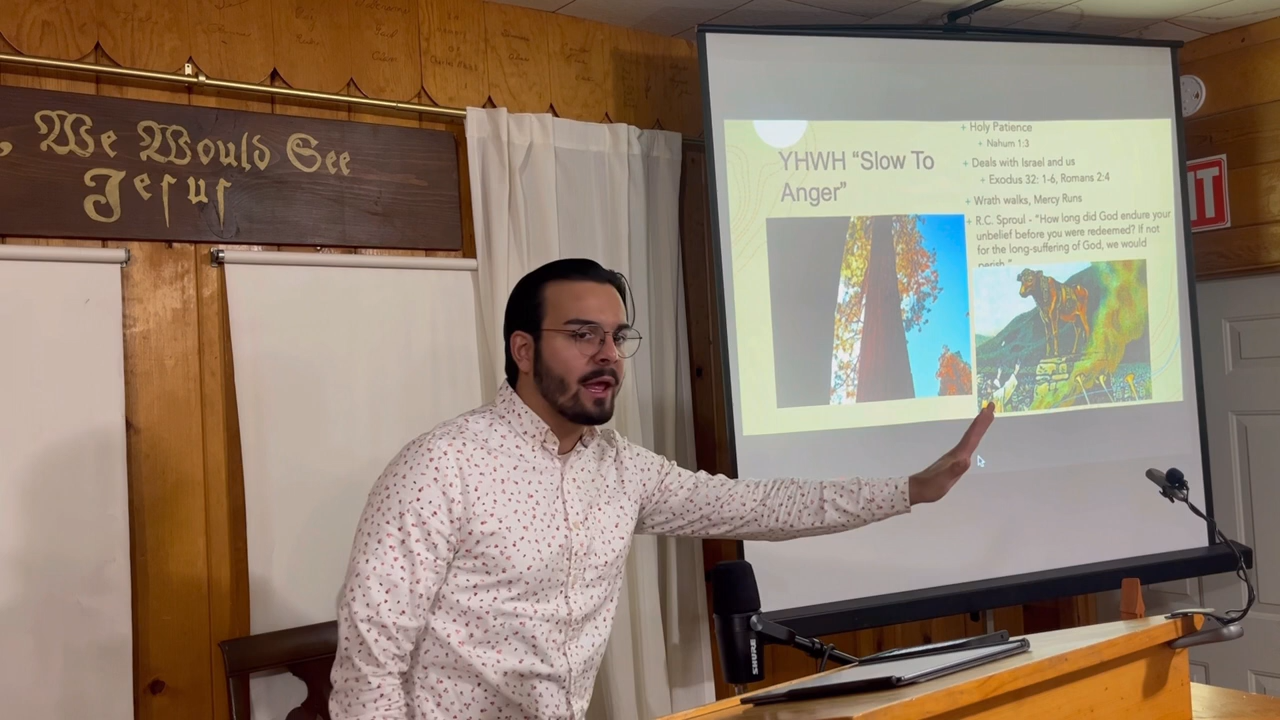 , We Would See
Jesus
YHWH “Slow To
Anger”
+ Holy Patience
+ Nahum 1:3
+ Deals with Israel and us
+ Exodus 32: 1-6, Romans 2:4
+ Wrath walks, Mercy Runs
+ R.C. Sproul - "How long did God endure your
unbelief before you were redeemed? If not
for the long-suffering of God, we would
perish."
IT
SHURE